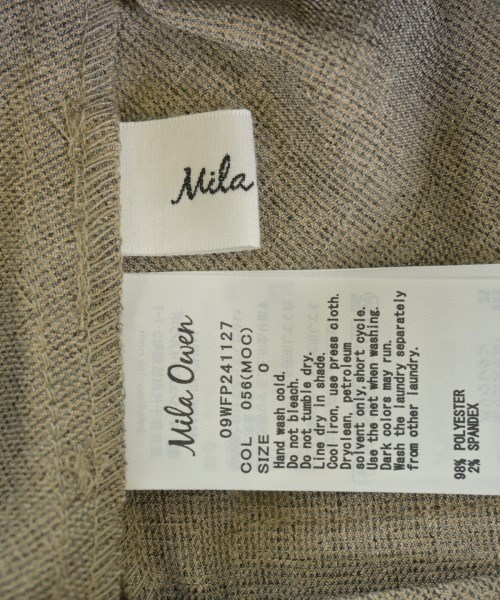 Mila
Mila Owen
09WFP241127
COL 056(MOC)
SIZE 0
Hand wash cold.
Do not bleach.
Do not tumble dry.
Line dry in shade.
Cool iron, use press cloth.
Dryclean, petroleum
solvent only,short cycle.
Use the net when washing.
Dark colors may run.
Wash the laundry separately
from other laundry.
98% POLYESTER
2% SPANDEX